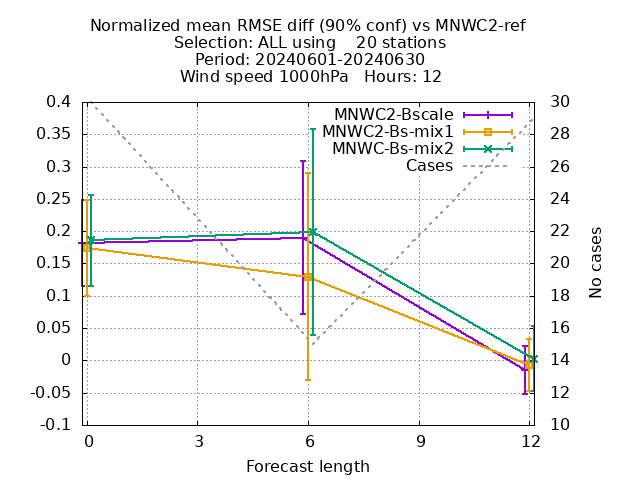 Normalized mean RMSE diff (90% conf) vs MNWC2-ref
Selection: ALL using    20 stations
Period: 20240601-20240630
Wind speed 1000hPa   Hours: 12
MNWC2-Bscale
MNWC2-Bs-mix1
MNWC-Bs-mix2
Cases
0.4
0.35
0.3
0.25
0.2
0.15
0.1
0.05
0
-0.05
-0.1
30
28
26
24
22
20
18
16
14
12
10
No cases
0 3 6 9 12
Forecast length